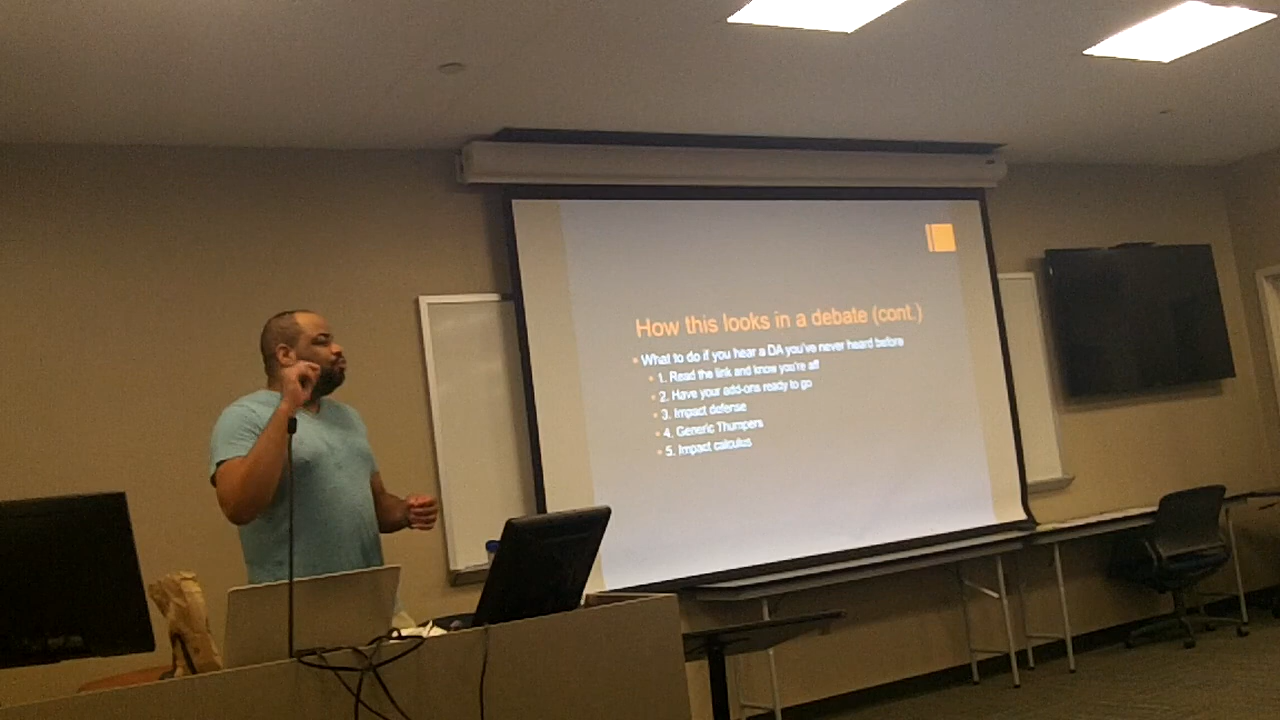 How this looks in a debate (cont.)
What to do if you hear a DA you've never heard before
1. Read the link and know you're aff
2. Have your add-ons ready to go
3. Impact defense
4. Generic Thumpers
5. Impact calculus